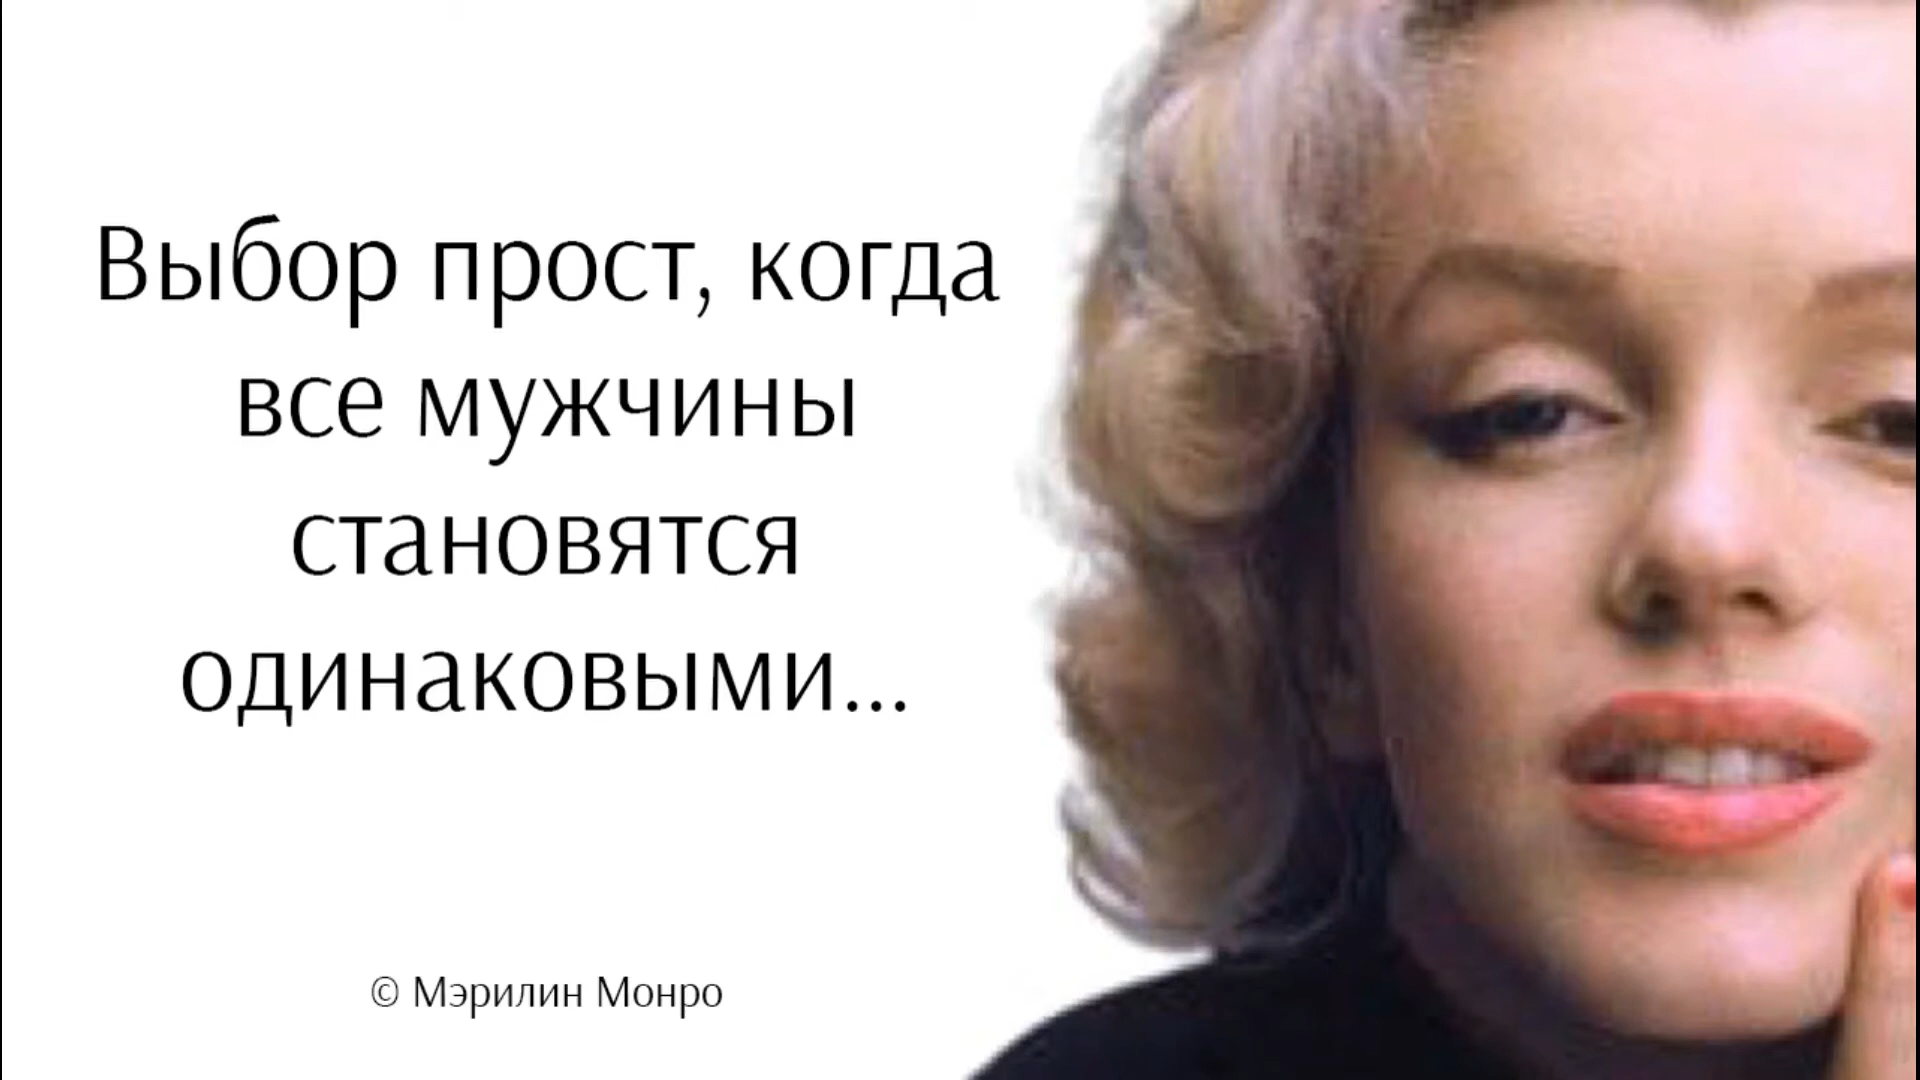 Выбор прост, когда
все мужчины
становятся
одинаковыми...
© Мэрилин Монро